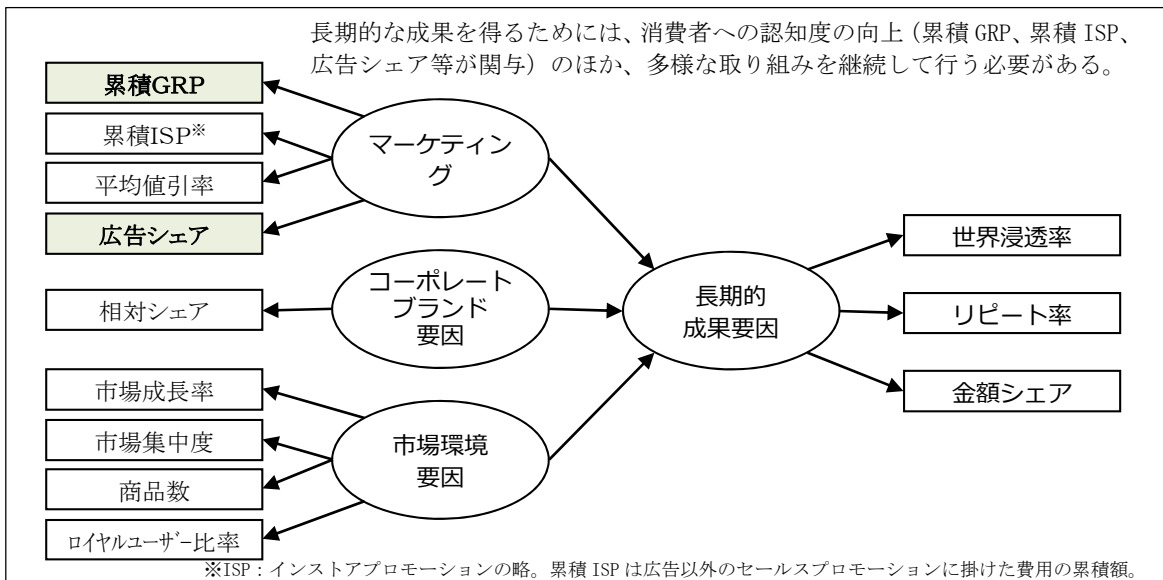 長期的な成果を得るためには、消費者への認知度の向上（累積 GRP、累積 ISP、
広告シェア等が関与）のほか、多様な取り組みを継続して行う必要がある。
累積GRP
累積ISP※
平均値引率
広告シェア
マーケティン
グ
相対シェア
コーポレート
ブランド
要因
市場成長率
市場集中度
商品数
ロイヤルユーザー比率
市場環境
要因
長期的
成果要因
世界浸透率
リピート率
金額シェア
※ISP：インストアプロモーションの略。累積 ISP は広告以外のセールスプロモーションに掛けた費用の累積額。